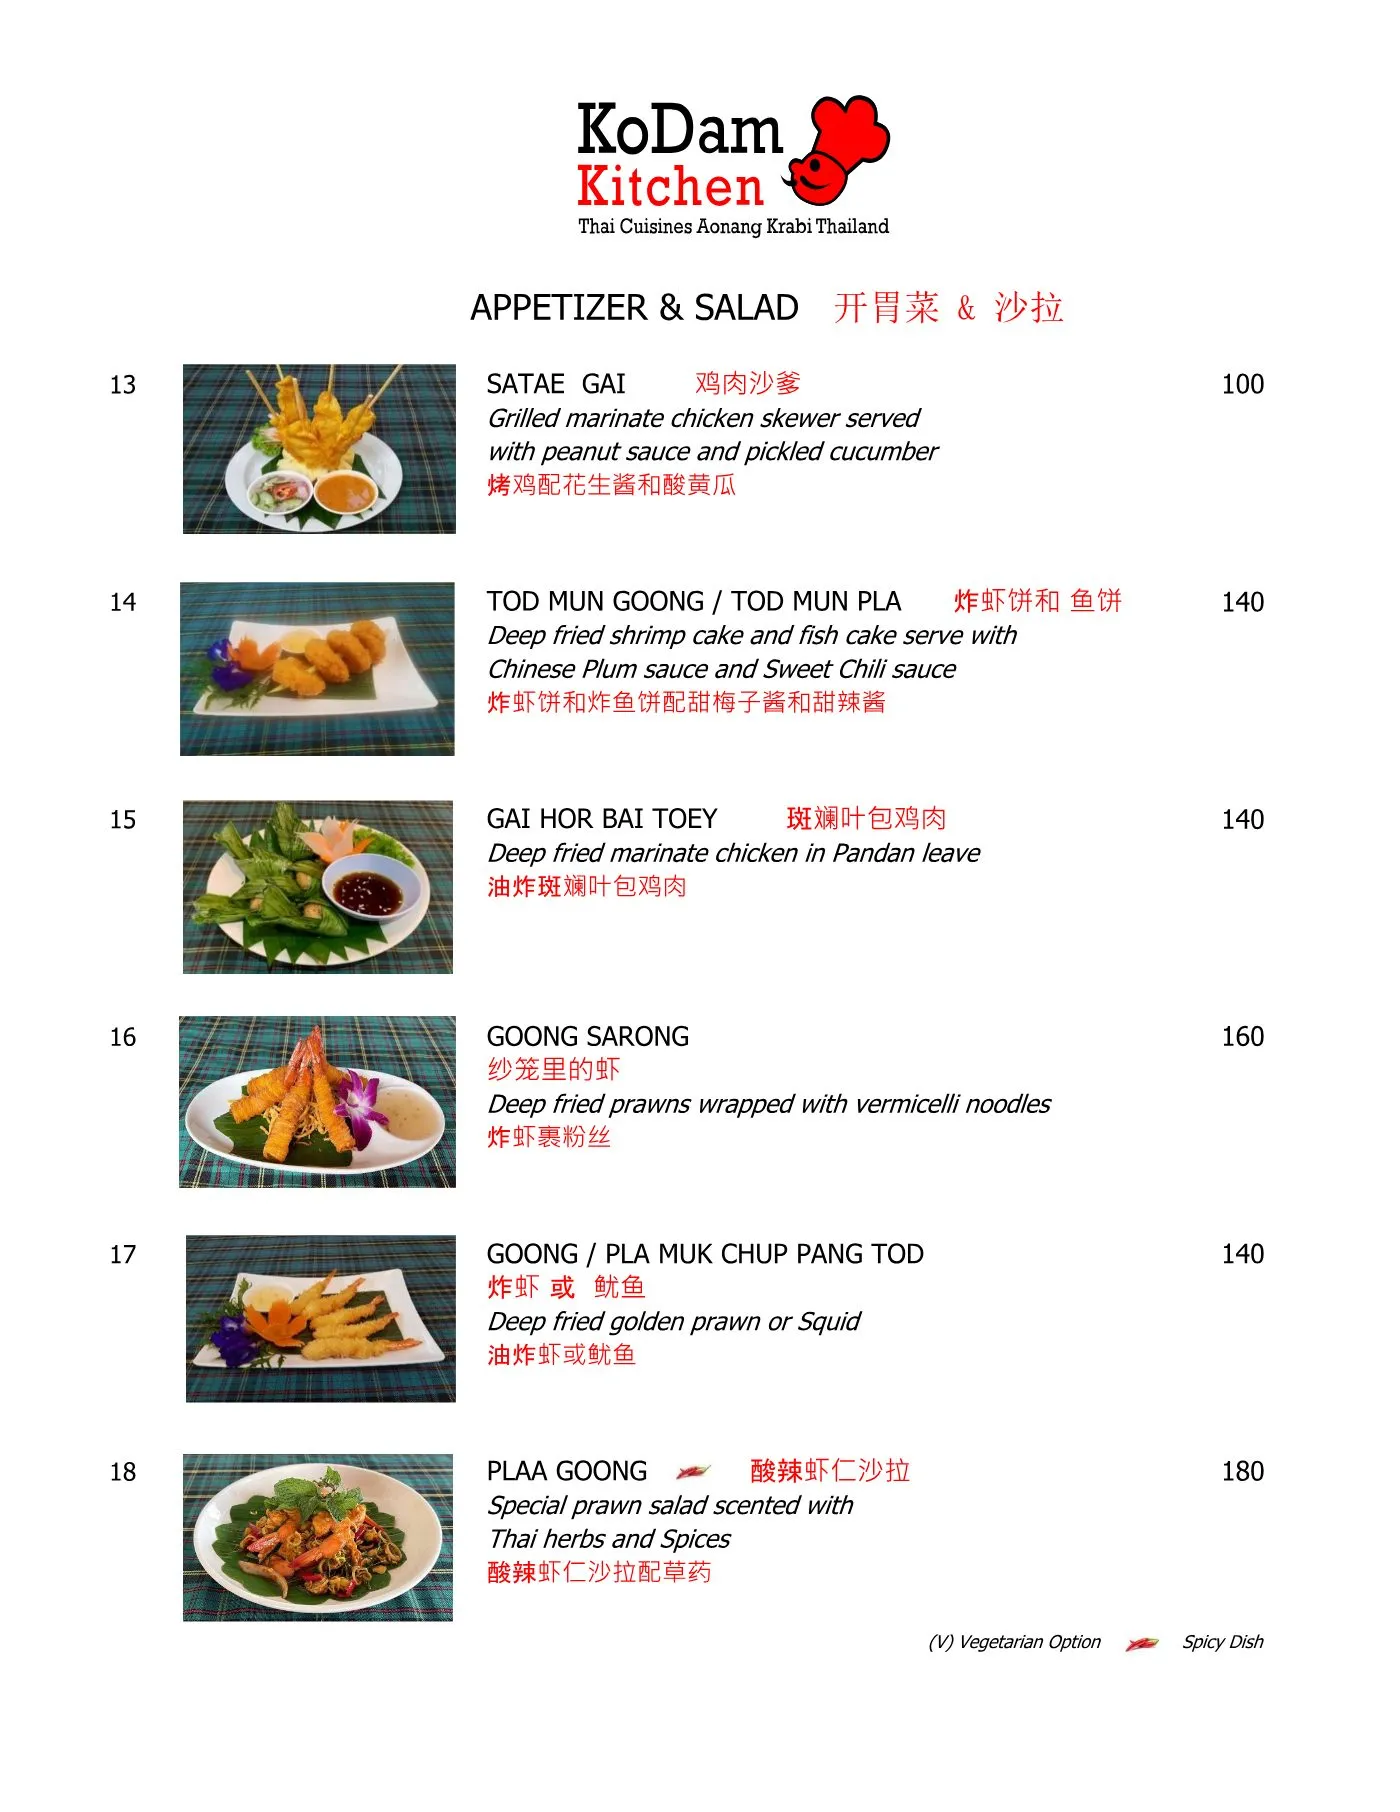 KoDam
Kitchen
Thai Cuisines Aonang Krabi Thailand
APPETIZER & SALAD 开胃菜 & 沙拉
13 SATAE GAI 鸡肉沙爹 100
Grilled marinate chicken skewer served
with peanut sauce and pickled cucumber
烤鸡配花生酱和酸黄瓜
14 TOD MUN GOONG / TOD MUN PLA 炸虾饼和 鱼饼 140
Deep fried shrimp cake and fish cake serve with
Chinese Plum sauce and Sweet Chili sauce
炸虾饼和炸鱼饼配甜梅子酱和甜辣酱
15 GAI HOR BAI TOEY 斑斓叶包鸡肉 140
Deep fried marinate chicken in Pandan leave
油炸斑斓叶包鸡肉
16 GOONG SARONG 160
纱笼里的虾
Deep fried prawns wrapped with vermicelli noodles
炸虾裹粉丝
17 GOONG / PLA MUK CHUP PANG TOD 140
炸虾 或 鱿鱼
Deep fried golden prawn or Squid
油炸虾或鱿鱼
18 PLAA GOONG 酸辣虾仁沙拉 180
Special prawn salad scented with
Thai herbs and Spices
酸辣虾仁沙拉配草药
(V) Vegetarian Option Spicy Dish